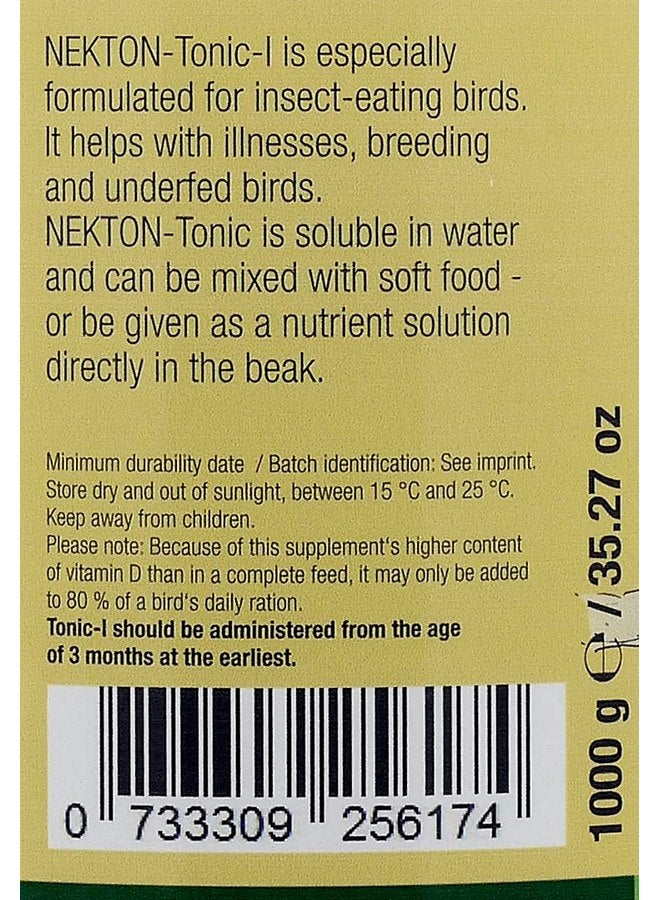 NEKTON-Tonic-I is especially
formulated for insect-eating birds.
It helps with illnesses, breeding
and underfed birds.
NEKTON-Tonic is soluble in water
and can be mixed with soft food -
or be given as a nutrient solution
directly in the beak.
Minimum durability date / Batch identification: See imprint.
Store dry and out of sunlight, between 15 °C and 25 °C.
Keep away from children.
Please note: Because of this supplement's higher content
of vitamin D than in a complete feed, it may only be added
to 80 % of a bird's daily ration.
Tonic-I should be administered from the age
of 3 months at the earliest.
0 733309 256174
1000 g ℮ / 35.27 oz